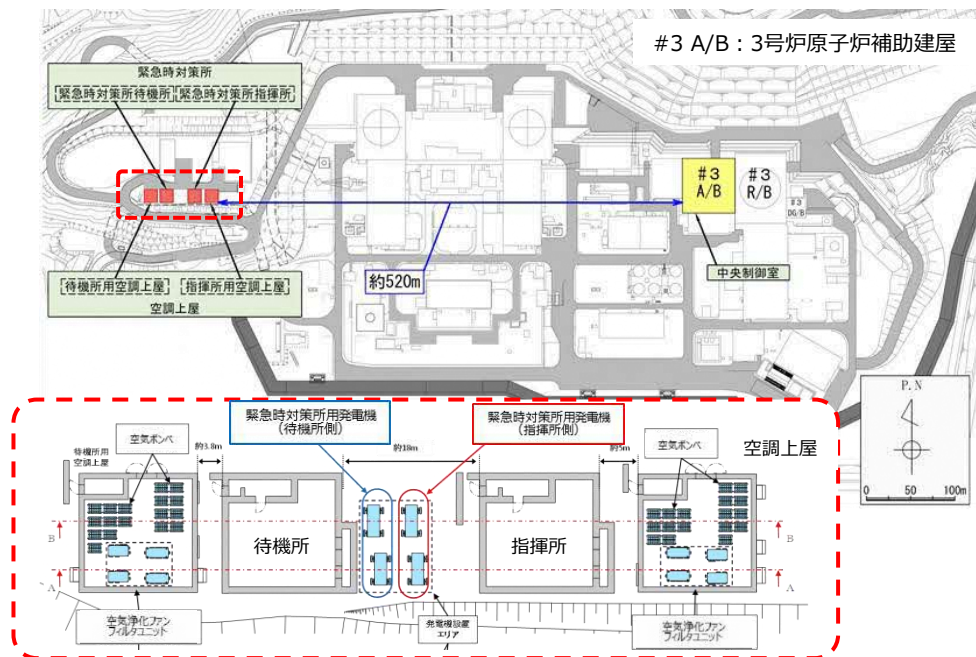 #3 A/B：3号炉原子炉補助建屋
緊急時対策所
[緊急時対策所待機所] [緊急時対策所指揮所]
#3
A/B
#3
R/B
#3
DG/B
中央制御室
約520m
[待機所用空調上屋] [指揮所用空調上屋]
空調上屋
P.N
0 50 100m
緊急時対策所用発電機
（待機所側）
緊急時対策所用発電機
（指揮所側）
空調上屋
待機所用
空調上屋
空気ボンベ
約3.8m
約18m
約5m
空気ボンベ
待機所
指揮所
B
B
A
A
空気浄化ファン
フィルタユニット
発電機設置
エリア
空気浄化ファン
フィルタユニット